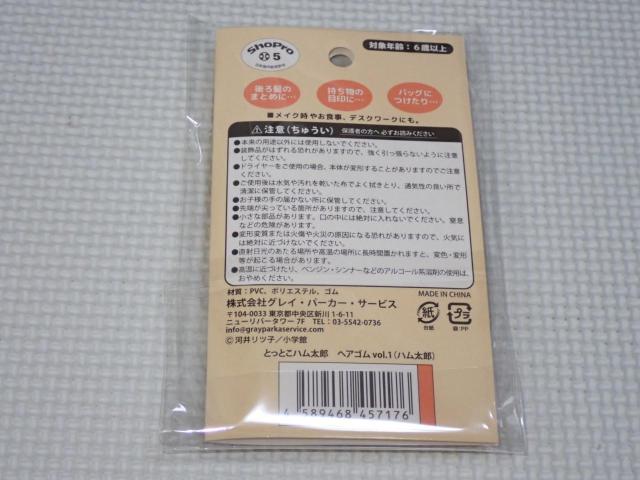 ShoPro
5
対象年齢：6歳以上
後ろ髪の
まとめに…
持ち物の
目印に…
バッグに
つけたり…
■メイク時やお食事、デスクワークにも。
注意(ちゅうい) 保護者の方へ 必ずお読みください
●本来の用途以外には使用しないでください。
●装飾品がはずれる恐れがありますので、強く引っ張らないように注意
してください。
●ドライヤーをご使用の場合、本体が変形することがありますのでご注意
ください。
●ご使用後は水気や汚れを乾いた布でよく拭きとり、通気性の良い所で
清潔に保管してください。
●お子様の手の届かない所に保管してください。
●先端が尖っている箇所がありますので、注意してください。
●小さな部品があります。口の中には絶対に入れないでください。窒息
などの危険があります。
●変形変質または火傷や火災の原因になる恐れがありますので、火気に
は絶対に近づけないでください。
●直射日光のあたる場所や高温の場所に長時間置かれますと、変色・変形
等が起こる場合があります。
●高温に近づけたり、ベンジン・シンナーなどのアルコール系溶剤の使用は、
おやめください。
材質：PVC、ポリエステル、ゴム
MADE IN CHINA
株式会社グレイ・パーカー・サービス
〒104-0033 東京都中央区新川 1-6-11
ニューリバータワー 7F TEL：03-5542-0736
www.grayparkaservice.com
紙
台紙
プラ
袋：PP
© 河井リツ子／小学館
とっとこハム太郎 ヘアゴム vol.1（ハム太郎）
4 589468 457176